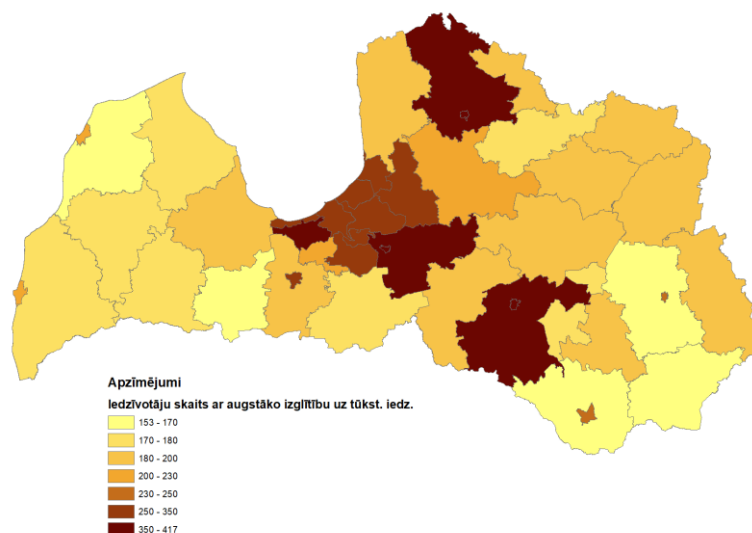 Apzīmējumi
Iedzvotāju skaits ar augstāko izglītību uz tūkst. iedz.
153 - 170
170 - 180
180 - 200
200 - 230
230 - 250
250 - 350
350 - 417